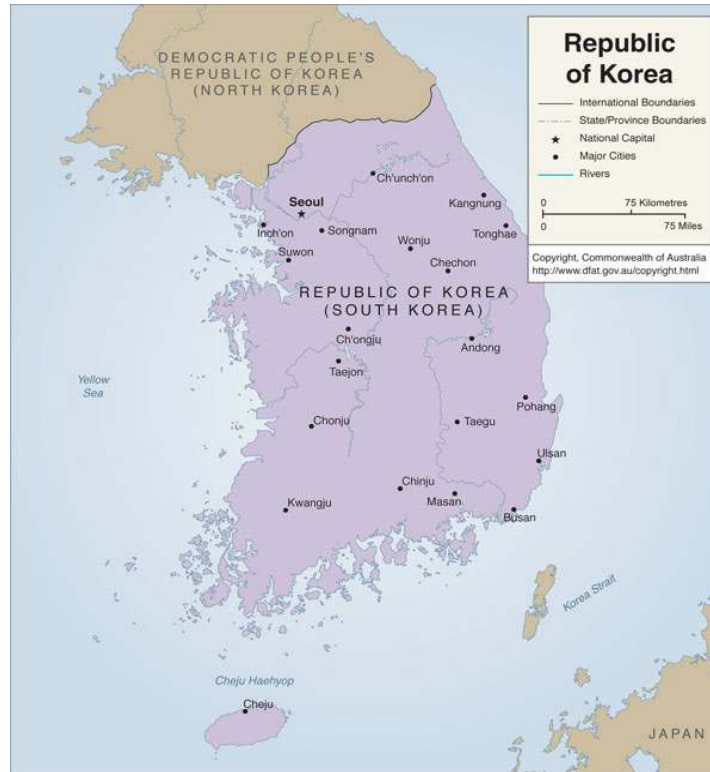 DEMOCRATIC PEOPLE'S
REPUBLIC OF KOREA
(NORTH KOREA)
Republic
of Korea
International Boundaries
State/Province Boundaries
National Capital
Major Cities
Rivers
0 75 Kilometres
0 75 Miles
Copyright, Commonwealth of Australia
http://www.dfat.gov.au/copyright.html
Ch'unch'on
Kangnung
Seoul
Inch'on
Songnam
Tonghae
Wonju
Suwon
Chechon
REPUBLIC OF KOREA
(SOUTH KOREA)
Ch'ongju
Andong
Taejon
Yellow
Sea
Pohang
Chonju
Taegu
Ulsan
Chinju
Masan
Kwangju
Busan
Korea Strait
Cheju Haehyop
Cheju
JAPAN